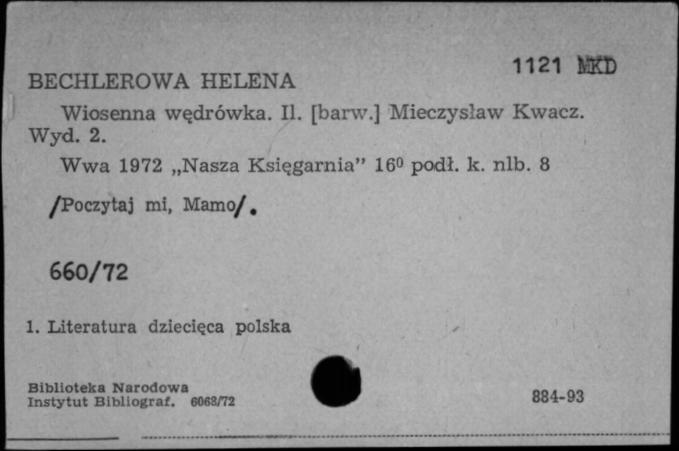 1121 MKD
BECHLEROWA HELENA
Wiosenna wędrówka. Il. [barw.] Mieczysław Kwacz.
Wyd. 2.
Wwa 1972 „Nasza Księgarnia” 16⁰ podł. k. nlb. 8
/Poczytaj mi, Mamo/.
660/72
1. Literatura dziecięca polska
Biblioteka Narodowa
Instytut Bibliograf. 6068/72
884-93